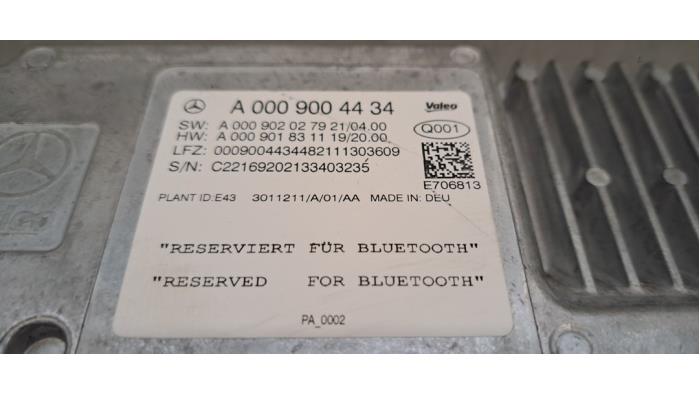 A 000 900 44 34 Valeo
SW: A 000 902 02 79 21/04.00 Q001
HW: A 000 901 83 11 19/20.00
LFZ: 0009004434482111303609
S/N: C22169202133403235 E706813
PLANT ID:E43 3011211/A/01/AA MADE IN: DEU
"RESERVIERT FÜR BLUETOOTH"
"RESERVED FOR BLUETOOTH"
PA_0002